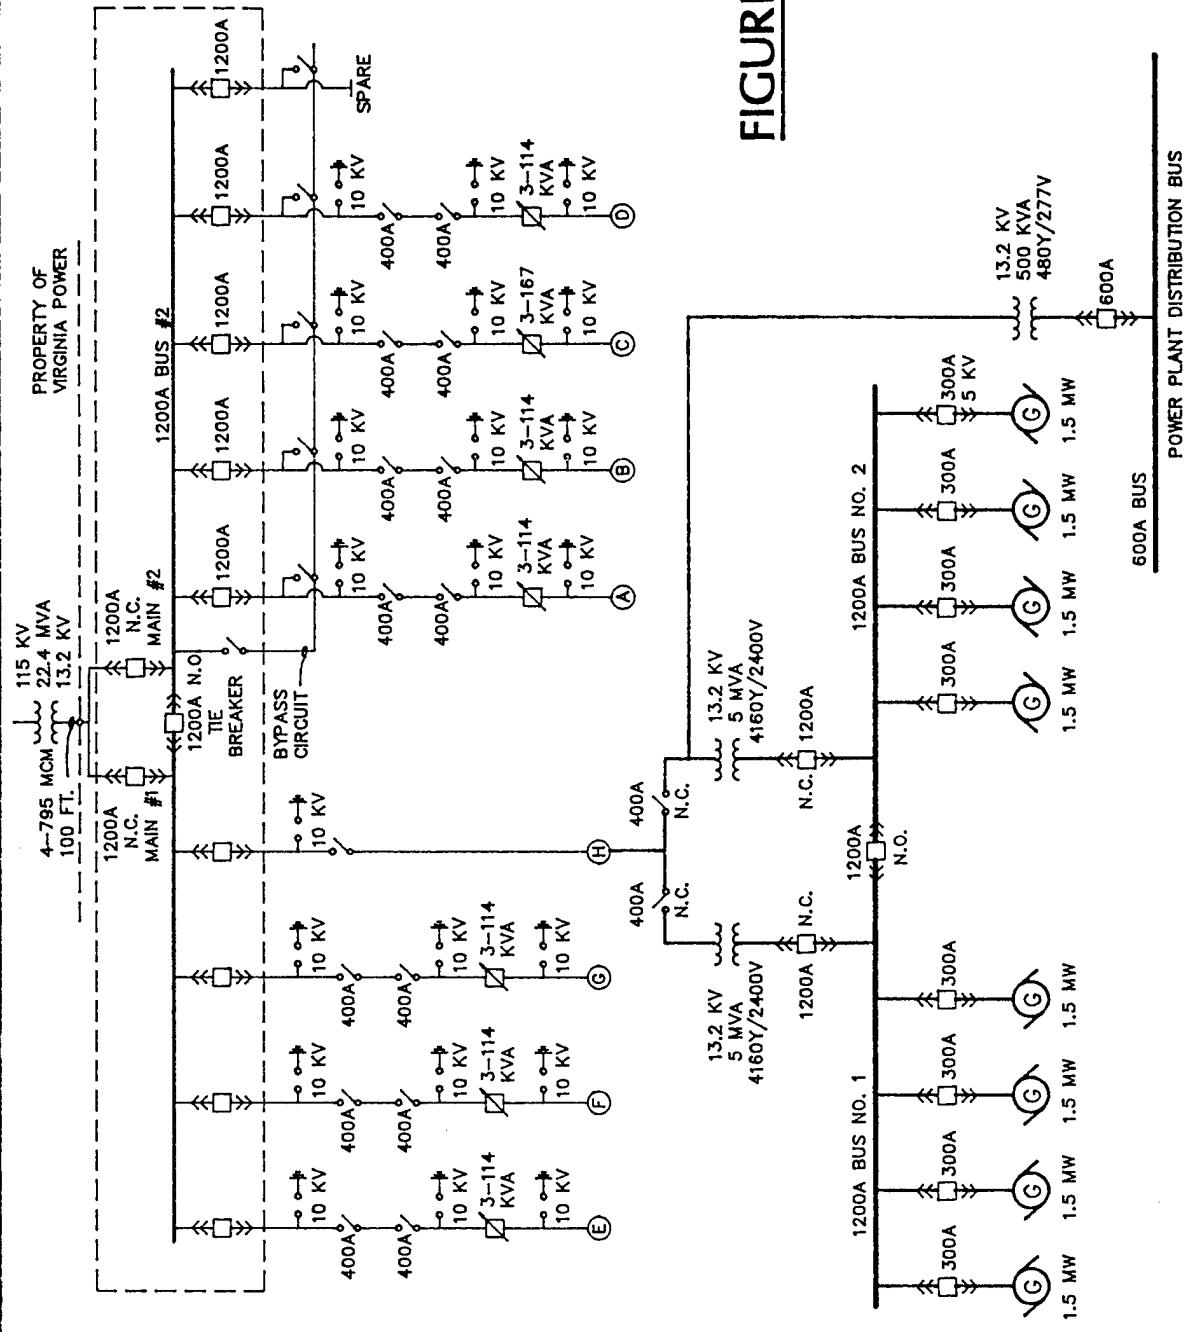 115 KV
22.4 MVA
13.2 KV
4-795 MCM
100 FT.
PROPERTY OF
VIRGINIA POWER
1200A
N.C.
MAIN #1
1200A
N.C.
MAIN #2
1200A BUS #2
1200A N.O.
TIE
BREAKER
1200A
1200A
1200A
1200A
1200A
BYPASS
CIRCUIT
10 KV
10 KV
10 KV
10 KV
10 KV
10 KV
10 KV
10 KV
SPARE
400A
400A
400A
400A
400A
400A
400A
400A
400A
400A
400A
400A
400A
400A
10 KV
10 KV
10 KV
10 KV
10 KV
10 KV
10 KV
3-114
KVA
3-114
KVA
3-114
KVA
3-114
KVA
3-114
KVA
3-167
KVA
3-114
KVA
10 KV
10 KV
10 KV
10 KV
10 KV
10 KV
10 KV
E
F
G
H
A
B
C
D
400A
N.C.
400A
N.C.
13.2 KV
5 MVA
4160Y/2400V
13.2 KV
5 MVA
4160Y/2400V
FIGUR
1200A
N.C.
N.C.
1200A
1200A BUS NO. 1
1200A
N.O.
1200A BUS NO. 2
300A
300A
300A
300A
300A
300A
300A
300A
5 KV
G
G
G
G
G
G
G
G
1.5 MW
1.5 MW
1.5 MW
1.5 MW
1.5 MW
1.5 MW
1.5 MW
1.5 MW
13.2 KV
500 KVA
480Y/277V
600A
600A BUS
POWER PLANT DISTRIBUTION BUS